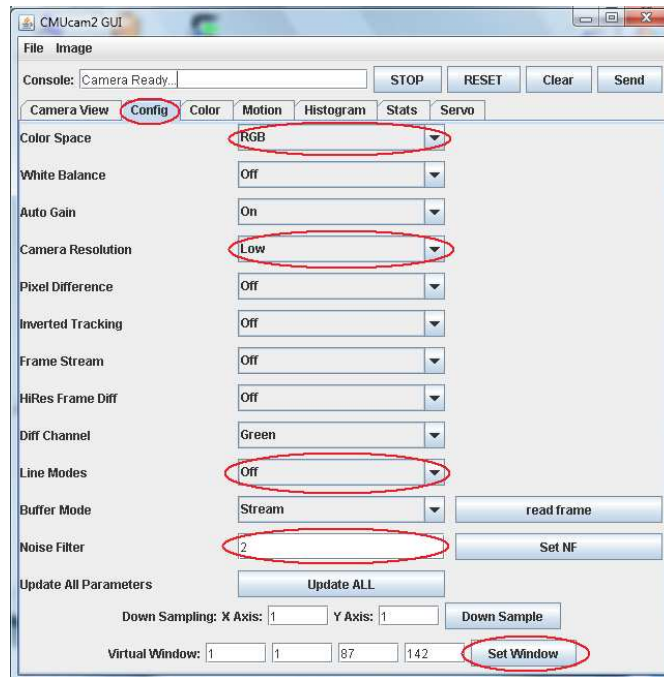 CMUcam2 GUI
File Image
Console: Camera Ready... STOP RESET Clear Send
Camera View Config Color Motion Histogram Stats Servo
Color Space RGB
White Balance Off
Auto Gain On
Camera Resolution Low
Pixel Difference Off
Inverted Tracking Off
Frame Stream Off
HiRes Frame Diff Off
Diff Channel Green
Line Modes Off
Buffer Mode Stream read frame
Noise Filter 2 Set NF
Update All Parameters Update ALL
Down Sampling: X Axis: 1 Y Axis: 1 Down Sample
Virtual Window: 1 1 87 142 Set Window